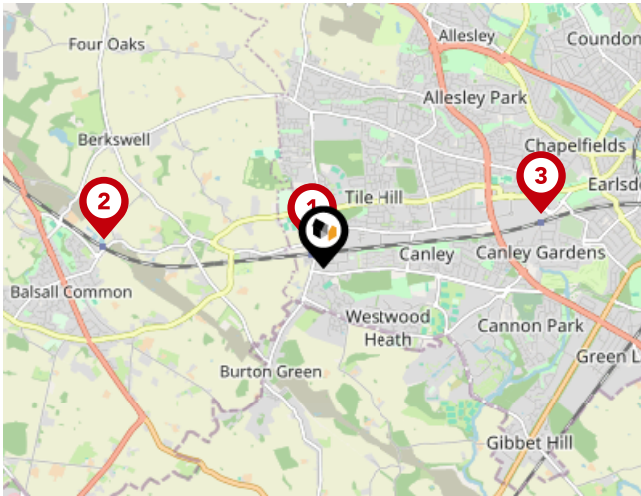 Allesley
Four Oaks
Coundon
Allesley Park
Berkswell
Chapelfields
3
Earlsd
2
1
Tile Hill
Canley
Canley Gardens
Balsall Common
Westwood
Heath
Cannon Park
Green L
Burton Green
Gibbet Hill